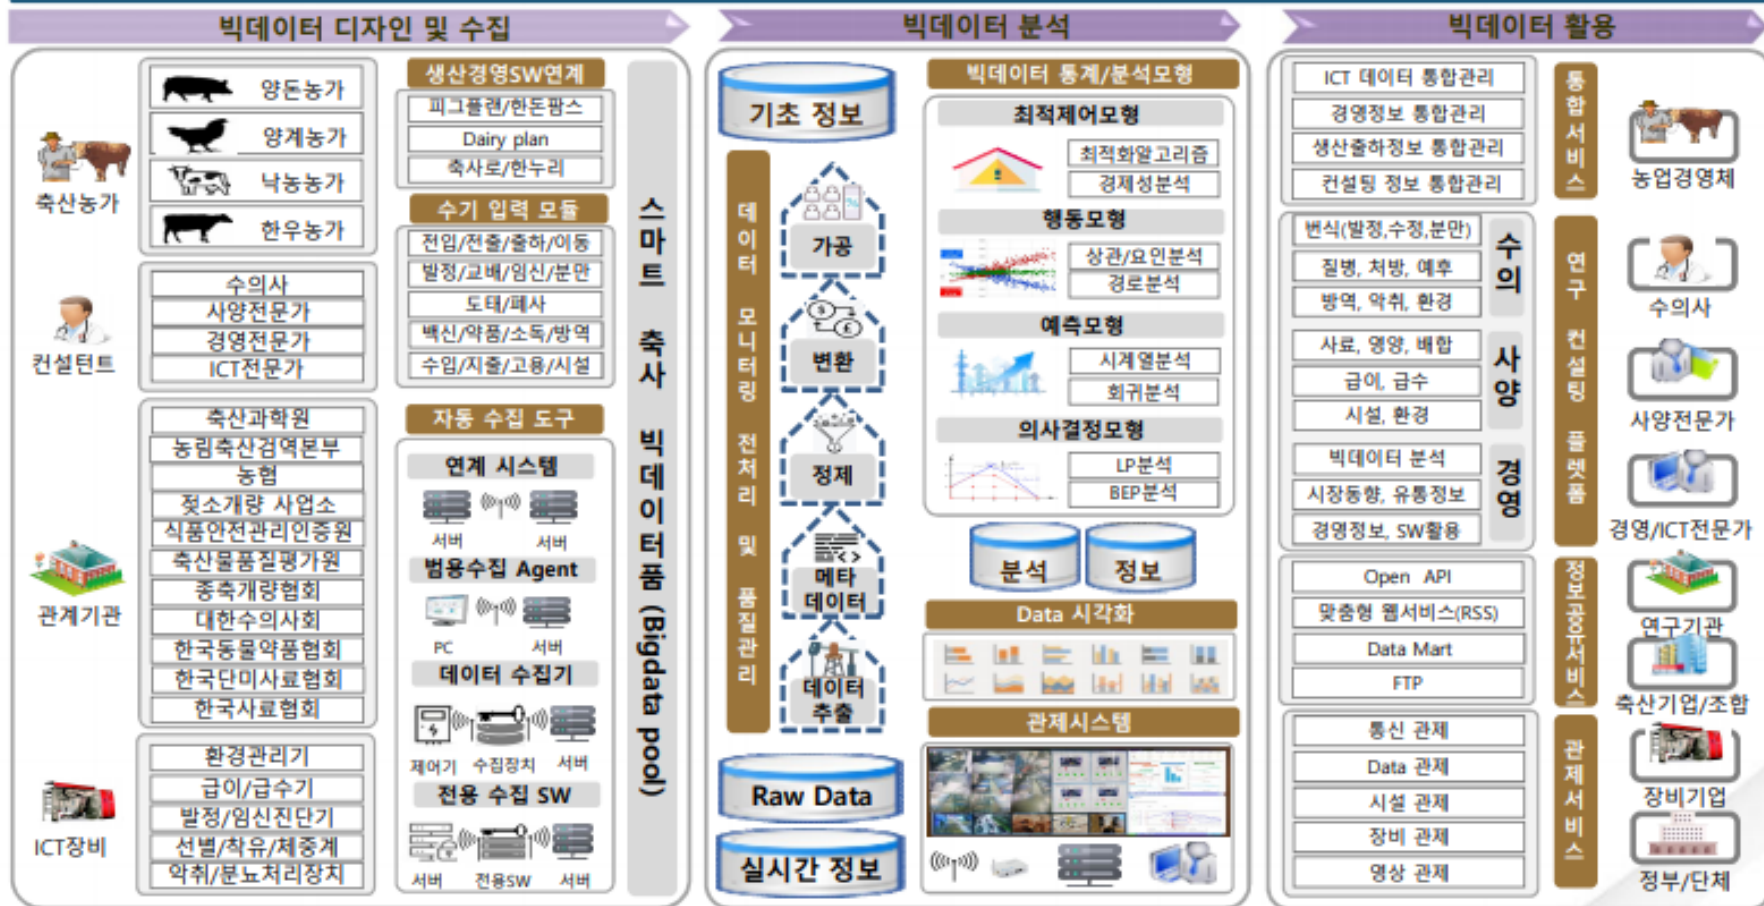 빅데이터 디자인 및 수집
축산농가
양돈농가
양계농가
낙농농가
한우농가
컨설턴트
수의사
사양전문가
경영전문가
ICT전문가
관계기관
축산과학원
농림축산검역본부
농협
젖소개량 사업소
식품안전관리인증원
축산물품질평가원
종축개량협회
대한수의사회
한국동물약품협회
한국단미사료협회
한국사료협회
ICT장비
환경관리기
급이/급수기
발정/임신진단기
선별/착유/체중계
악취/분뇨처리장치
생산경영SW연계
피그플랜/한돈팜스
Dairy plan
축사로/한누리
수기 입력 모듈
전입/전출/출하/이동
발정/교배/임신/분만
도태/폐사
백신/약품/소독/방역
수입/지출/고용/시설
자동 수집 도구
연계 시스템
서버 서버
범용수집 Agent
PC 서버
데이터 수집기
제어기 수집장치 서버
전용 수집 SW
서버 전용SW 서버
스마트 축사 빅데이터품 (Bigdata pool)
빅데이터 분석
기초 정보
데이터 모니터링 전처리 및 품질관리
가공
변환
정제
메타
데이터
데이터
추출
Raw Data
실시간 정보
빅데이터 통계/분석모형
최적제어모형
최적화알고리즘
경제성분석
행동모형
상관/요인분석
경로분석
예측모형
시계열분석
회귀분석
의사결정모형
LP분석
BEP분석
분석
정보
Data 시각화
관제시스템
빅데이터 활용
ICT 데이터 통합관리
경영정보 통합관리
생산출하정보 통합관리
컨설팅 정보 통합관리
통합서비스
농업경영체
번식(발정,수정,분만)
질병, 처방, 예후
방역, 악취, 환경
수의
사료, 영양, 배합
급이, 급수
시설, 환경
사양
빅데이터 분석
시장동향, 유통정보
경영정보, SW활용
경영
연구 컨설팅 플렛폼
수의사
사양전문가
경영/ICT전문가
Open API
맞춤형 웹서비스(RSS)
Data Mart
FTP
정보공유서비스
연구기관
축산기업/조합
통신 관제
Data 관제
시설 관제
장비 관제
영상 관제
관제서비스
장비기업
정부/단체